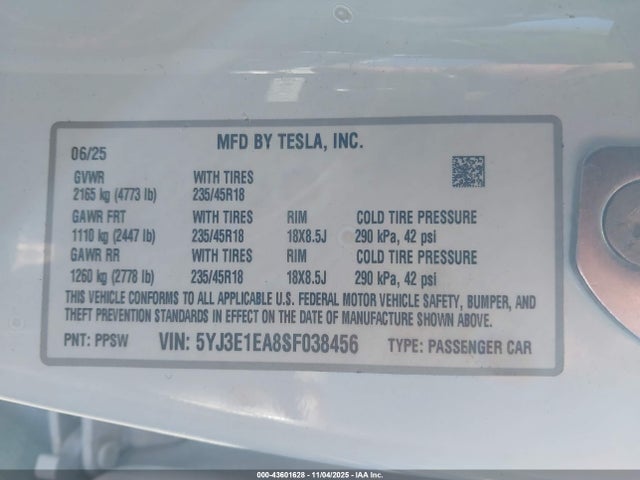 MFD BY TESLA, INC.
06/25
GVWR WITH TIRES
2165 kg (4773 lb) 235/45R18
GAWR FRT WITH TIRES RIM COLD TIRE PRESSURE
1110 kg (2447 lb) 235/45R18 18X8.5J 290 kPa, 42 psi
GAWR RR WITH TIRES RIM COLD TIRE PRESSURE
1260 kg (2778 lb) 235/45R18 18X8.5J 290 kPa, 42 psi
THIS VEHICLE CONFORMS TO ALL APPLICABLE U.S. FEDERAL MOTOR VEHICLE SAFETY, BUMPER, AND
THEFT PREVENTION STANDARDS IN EFFECT ON THE DATE OF MANUFACTURE SHOWN ABOVE.
PNT: PPSW VIN: 5YJ3E1EA8SF038456 TYPE: PASSENGER CAR
000-43601628 - 11/04/2025 - IAA Inc.